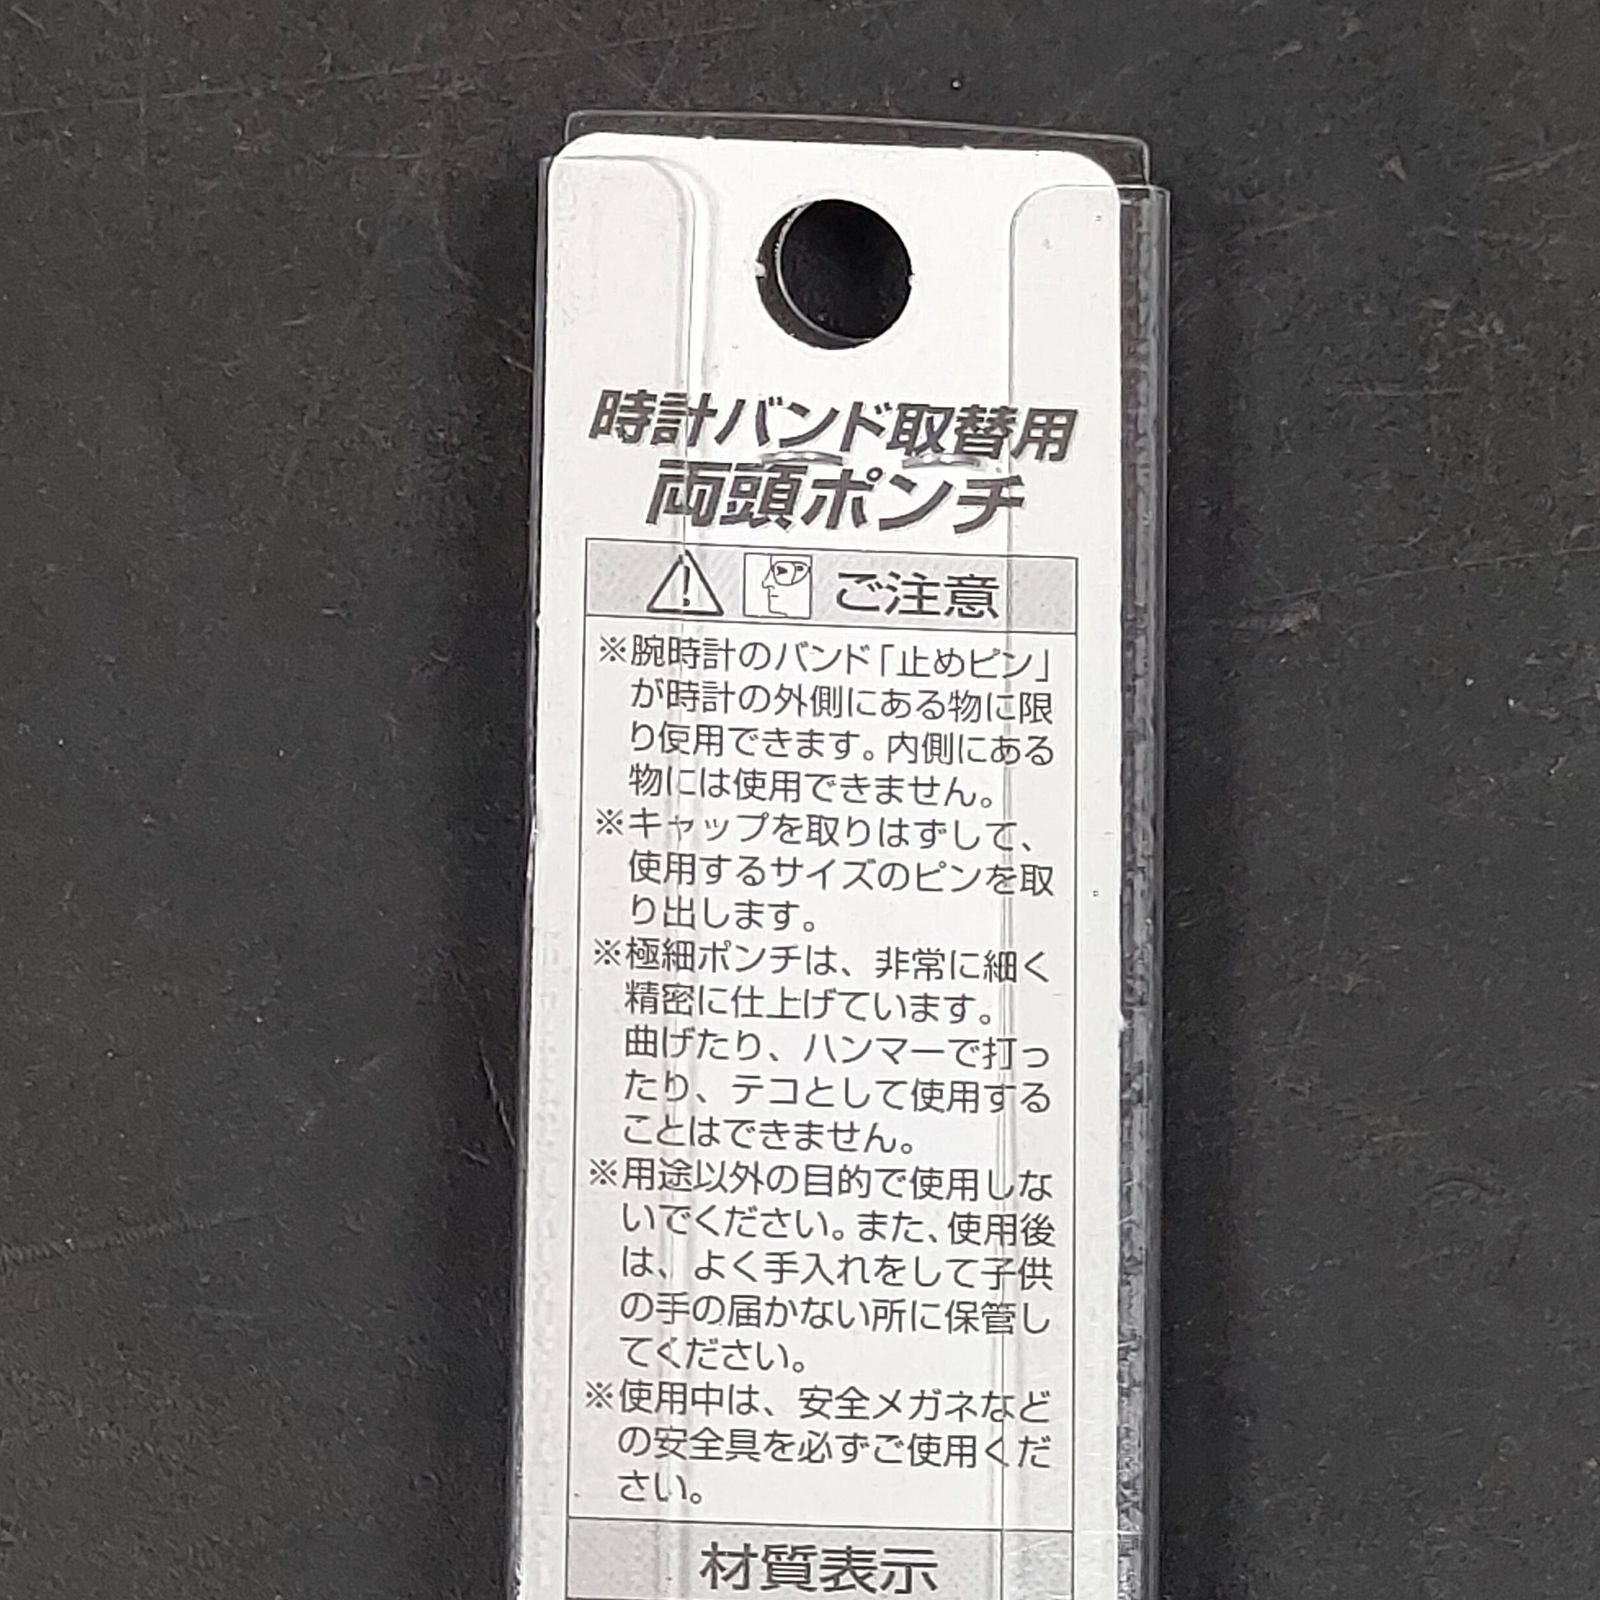 時計バンド取替用
両頭ポンチ
ご注意
※腕時計のバンド「止めピン」
が時計の外側にある物に限
り使用できます。内側にある
物には使用できません。
※キャップを取りはずして、
使用するサイズのピンを取
り出します。
※極細ポンチは、非常に細く
精密に仕上げています。
曲げたり、ハンマーで打っ
たり、テコとして使用する
ことはできません。
※用途以外の目的で使用しな
いでください。また、使用後
は、よく手入れをして子供
の手の届かない所に保管し
てください。
※使用中は、安全メガネなど
の安全具を必ずご使用くだ
さい。
材質表示